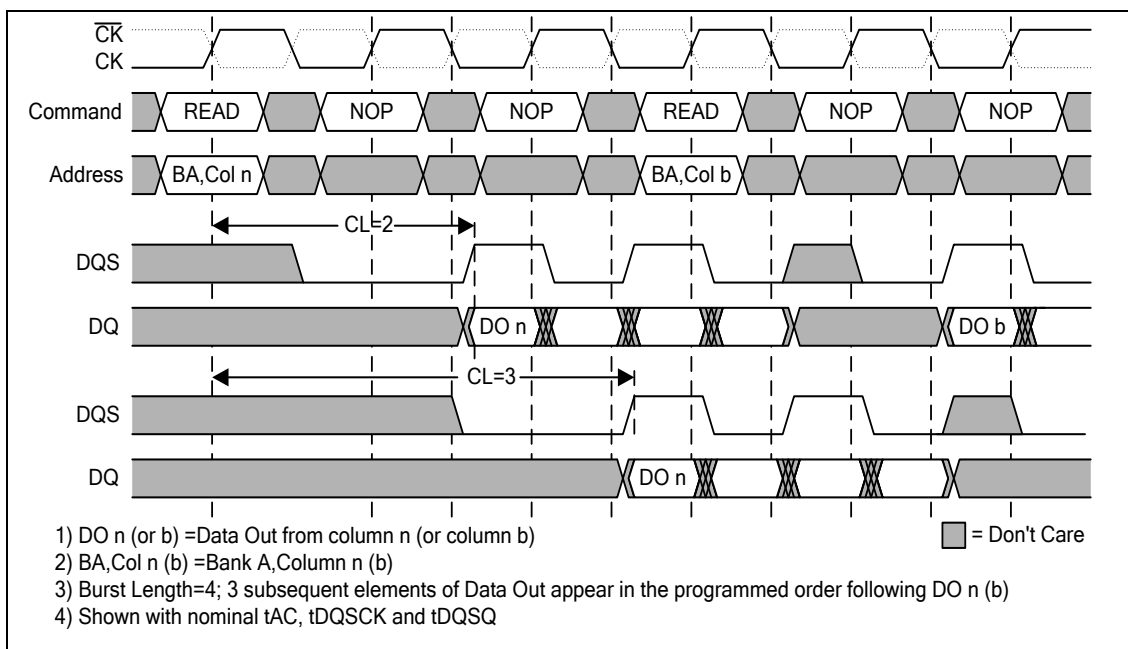 CK
CK
Command READ NOP NOP READ NOP NOP
Address BA,Col n BA,Col b
CL=2
DQS
DQ DO n DO b
CL=3
DQS
DQ DO n
1) DO n (or b) =Data Out from column n (or column b)
= Don't Care
2) BA,Col n (b) =Bank A,Column n (b)
3) Burst Length=4; 3 subsequent elements of Data Out appear in the programmed order following DO n (b)
4) Shown with nominal tAC, tDQSCK and tDQSQ